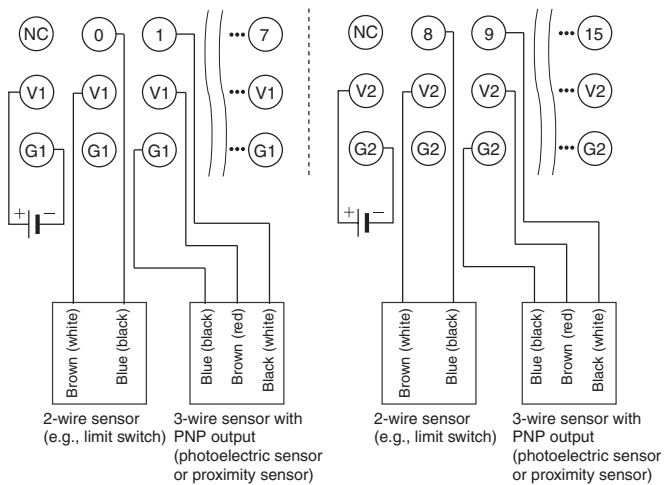 NC 0 1 ••• 7
V1 V1 V1 ••• V1
G1 G1 G1 ••• G1
+ −
Brown (white)
Blue (black)
Blue (black)
Brown (red)
Black (white)
2-wire sensor
(e.g., limit switch)
3-wire sensor with
PNP output
(photoelectric sensor
or proximity sensor)
NC 8 9 ••• 15
V2 V2 V2 ••• V2
G2 G2 G2 ••• G2
+ −
Brown (white)
Blue (black)
Blue (black)
Brown (red)
Black (white)
2-wire sensor
(e.g., limit switch)
3-wire sensor with
PNP output
(photoelectric sensor
or proximity sensor)